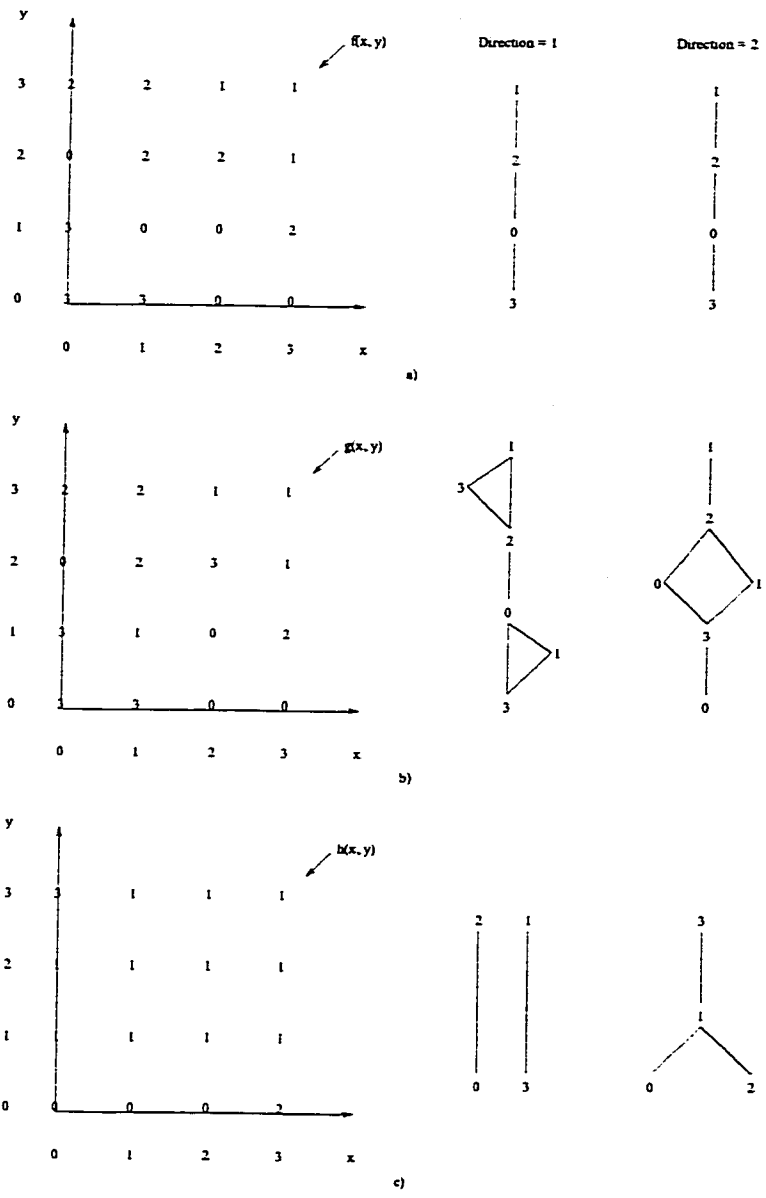 y
f(x, y)
Direction = 1
Direction = 2
3 2 2 1 1
1 1
2 0 2 2 1
2 2
1 3 0 0 2
0 0
0 3 3 0 0
3 3
0 1 2 3 x
a)
y
g(x, y)
1 1
3 2 2 1 1
3
2
2 0 2 3 1
2
0 1
0
1 3 1 0 2
3
1
0 3 3 0 0
3 0
0 1 2 3 x
b)
y
h(x, y)
3 3 1 1 1
2 1 3
2 1 1 1 1
1
1 1 1 1 1
0 3 0 2
0 0 0 0 2
0 1 2 3 x
c)